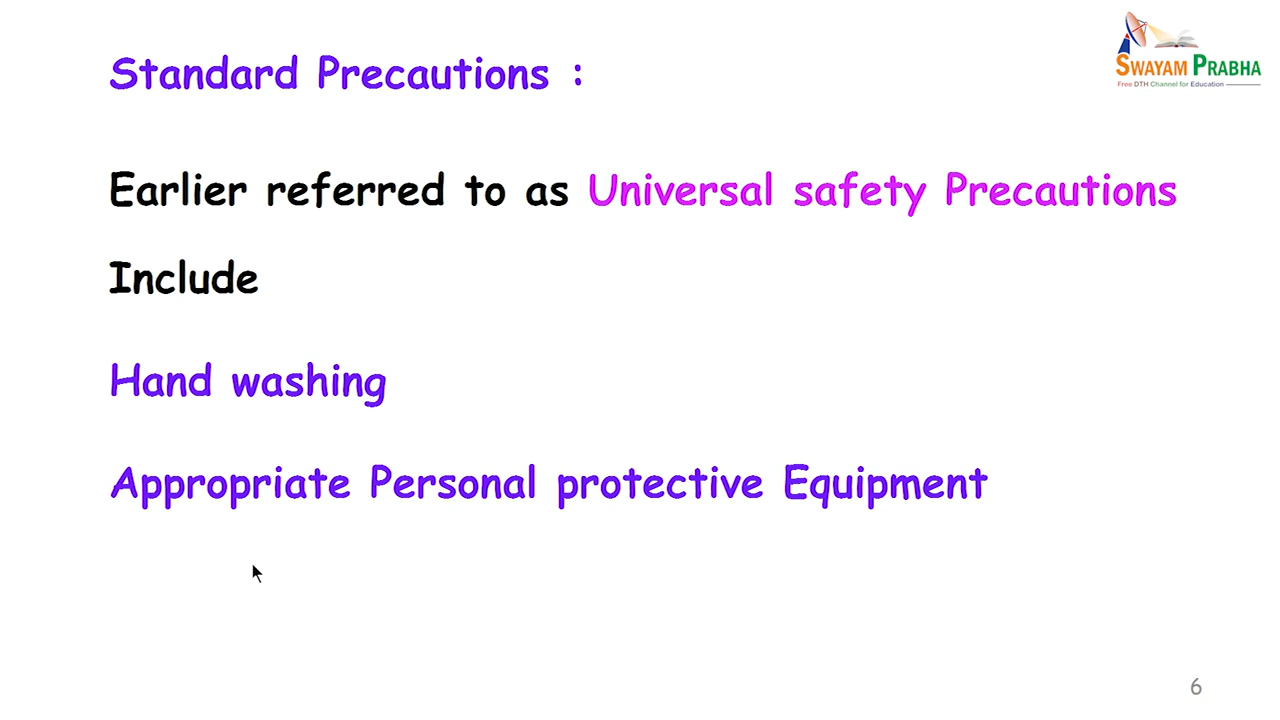 SWAYAM PRABHA
Free DTH Channel for Education
Standard Precautions :
Earlier referred to as Universal safety Precautions
Include
Hand washing
Appropriate Personal protective Equipment
6